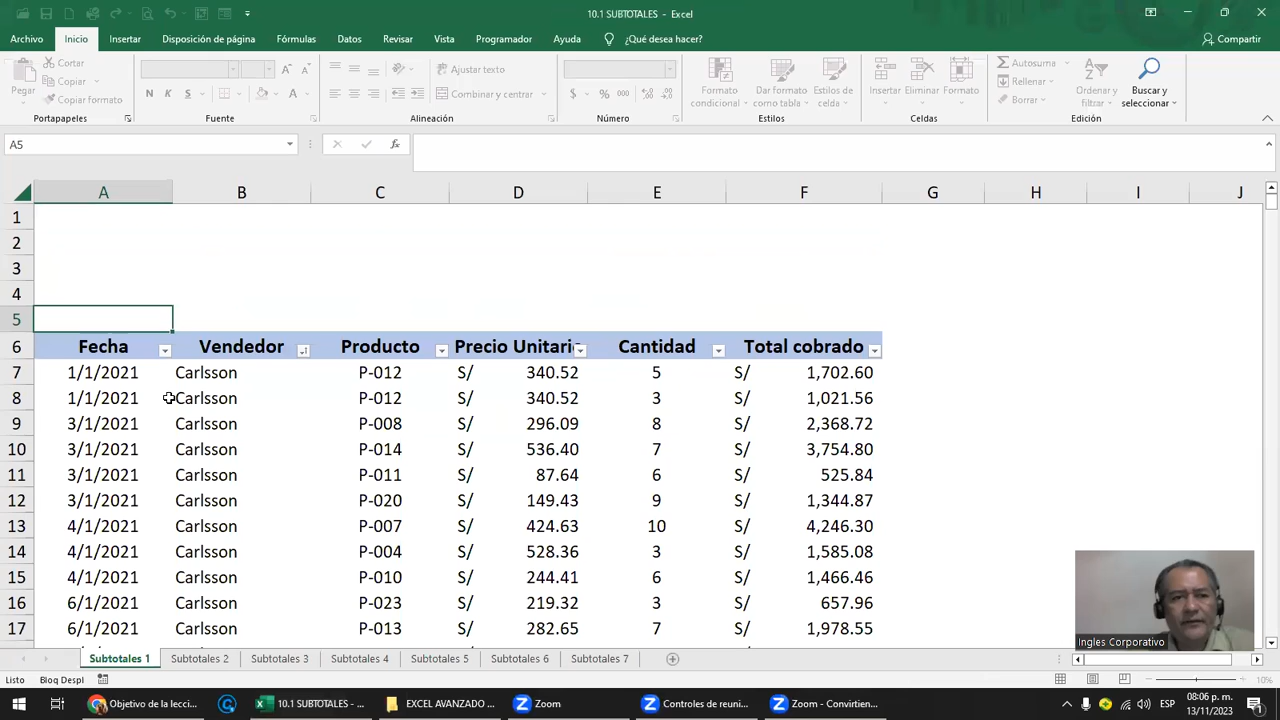 10.1 SUBTOTALES - Excel
Archivo Inicio Insertar Disposición de página Fórmulas Datos Revisar Vista Programador Ayuda ¿Qué desea hacer? Compartir
Pegar
Cortar
Copiar
Copiar formato
Portapapeles
N K S
Fuente
Ajustar texto
Combinar y centrar
Alineación
$ % 000
Número
Formato condicional
Dar formato como tabla
Estilos de celda
Estilos
Insertar Eliminar Formato
Celdas
Autosuma
Rellenar
Borrar
Ordenar y filtrar
Buscar y seleccionar
Edición
A5
fx
A B C D E F G H I J
1
2
3
4
5
6 Fecha Vendedor Producto Precio Unitari Cantidad Total cobrado
7 1/1/2021 Carlsson P-012 S/ 340.52 5 S/ 1,702.60
8 1/1/2021 Carlsson P-012 S/ 340.52 3 S/ 1,021.56
9 3/1/2021 Carlsson P-008 S/ 296.09 8 S/ 2,368.72
10 3/1/2021 Carlsson P-014 S/ 536.40 7 S/ 3,754.80
11 3/1/2021 Carlsson P-011 S/ 87.64 6 S/ 525.84
12 3/1/2021 Carlsson P-020 S/ 149.43 9 S/ 1,344.87
13 4/1/2021 Carlsson P-007 S/ 424.63 10 S/ 4,246.30
14 4/1/2021 Carlsson P-004 S/ 528.36 3 S/ 1,585.08
15 4/1/2021 Carlsson P-010 S/ 244.41 6 S/ 1,466.46
16 6/1/2021 Carlsson P-023 S/ 219.32 3 S/ 657.96
17 6/1/2021 Carlsson P-013 S/ 282.65 7 S/ 1,978.55
Ingles Corporativo
Subtotales 1 Subtotales 2 Subtotales 3 Subtotales 4 Subtotales 5 Subtotales 6 Subtotales 7
Listo Bloq Despl 10%
Objetivo de la lecci... 10.1 SUBTOTALES - ... EXCEL AVANZADO ... Zoom Controles de reuni... Zoom - Convirtien... ESP 08:06 p. m.
13/11/2023